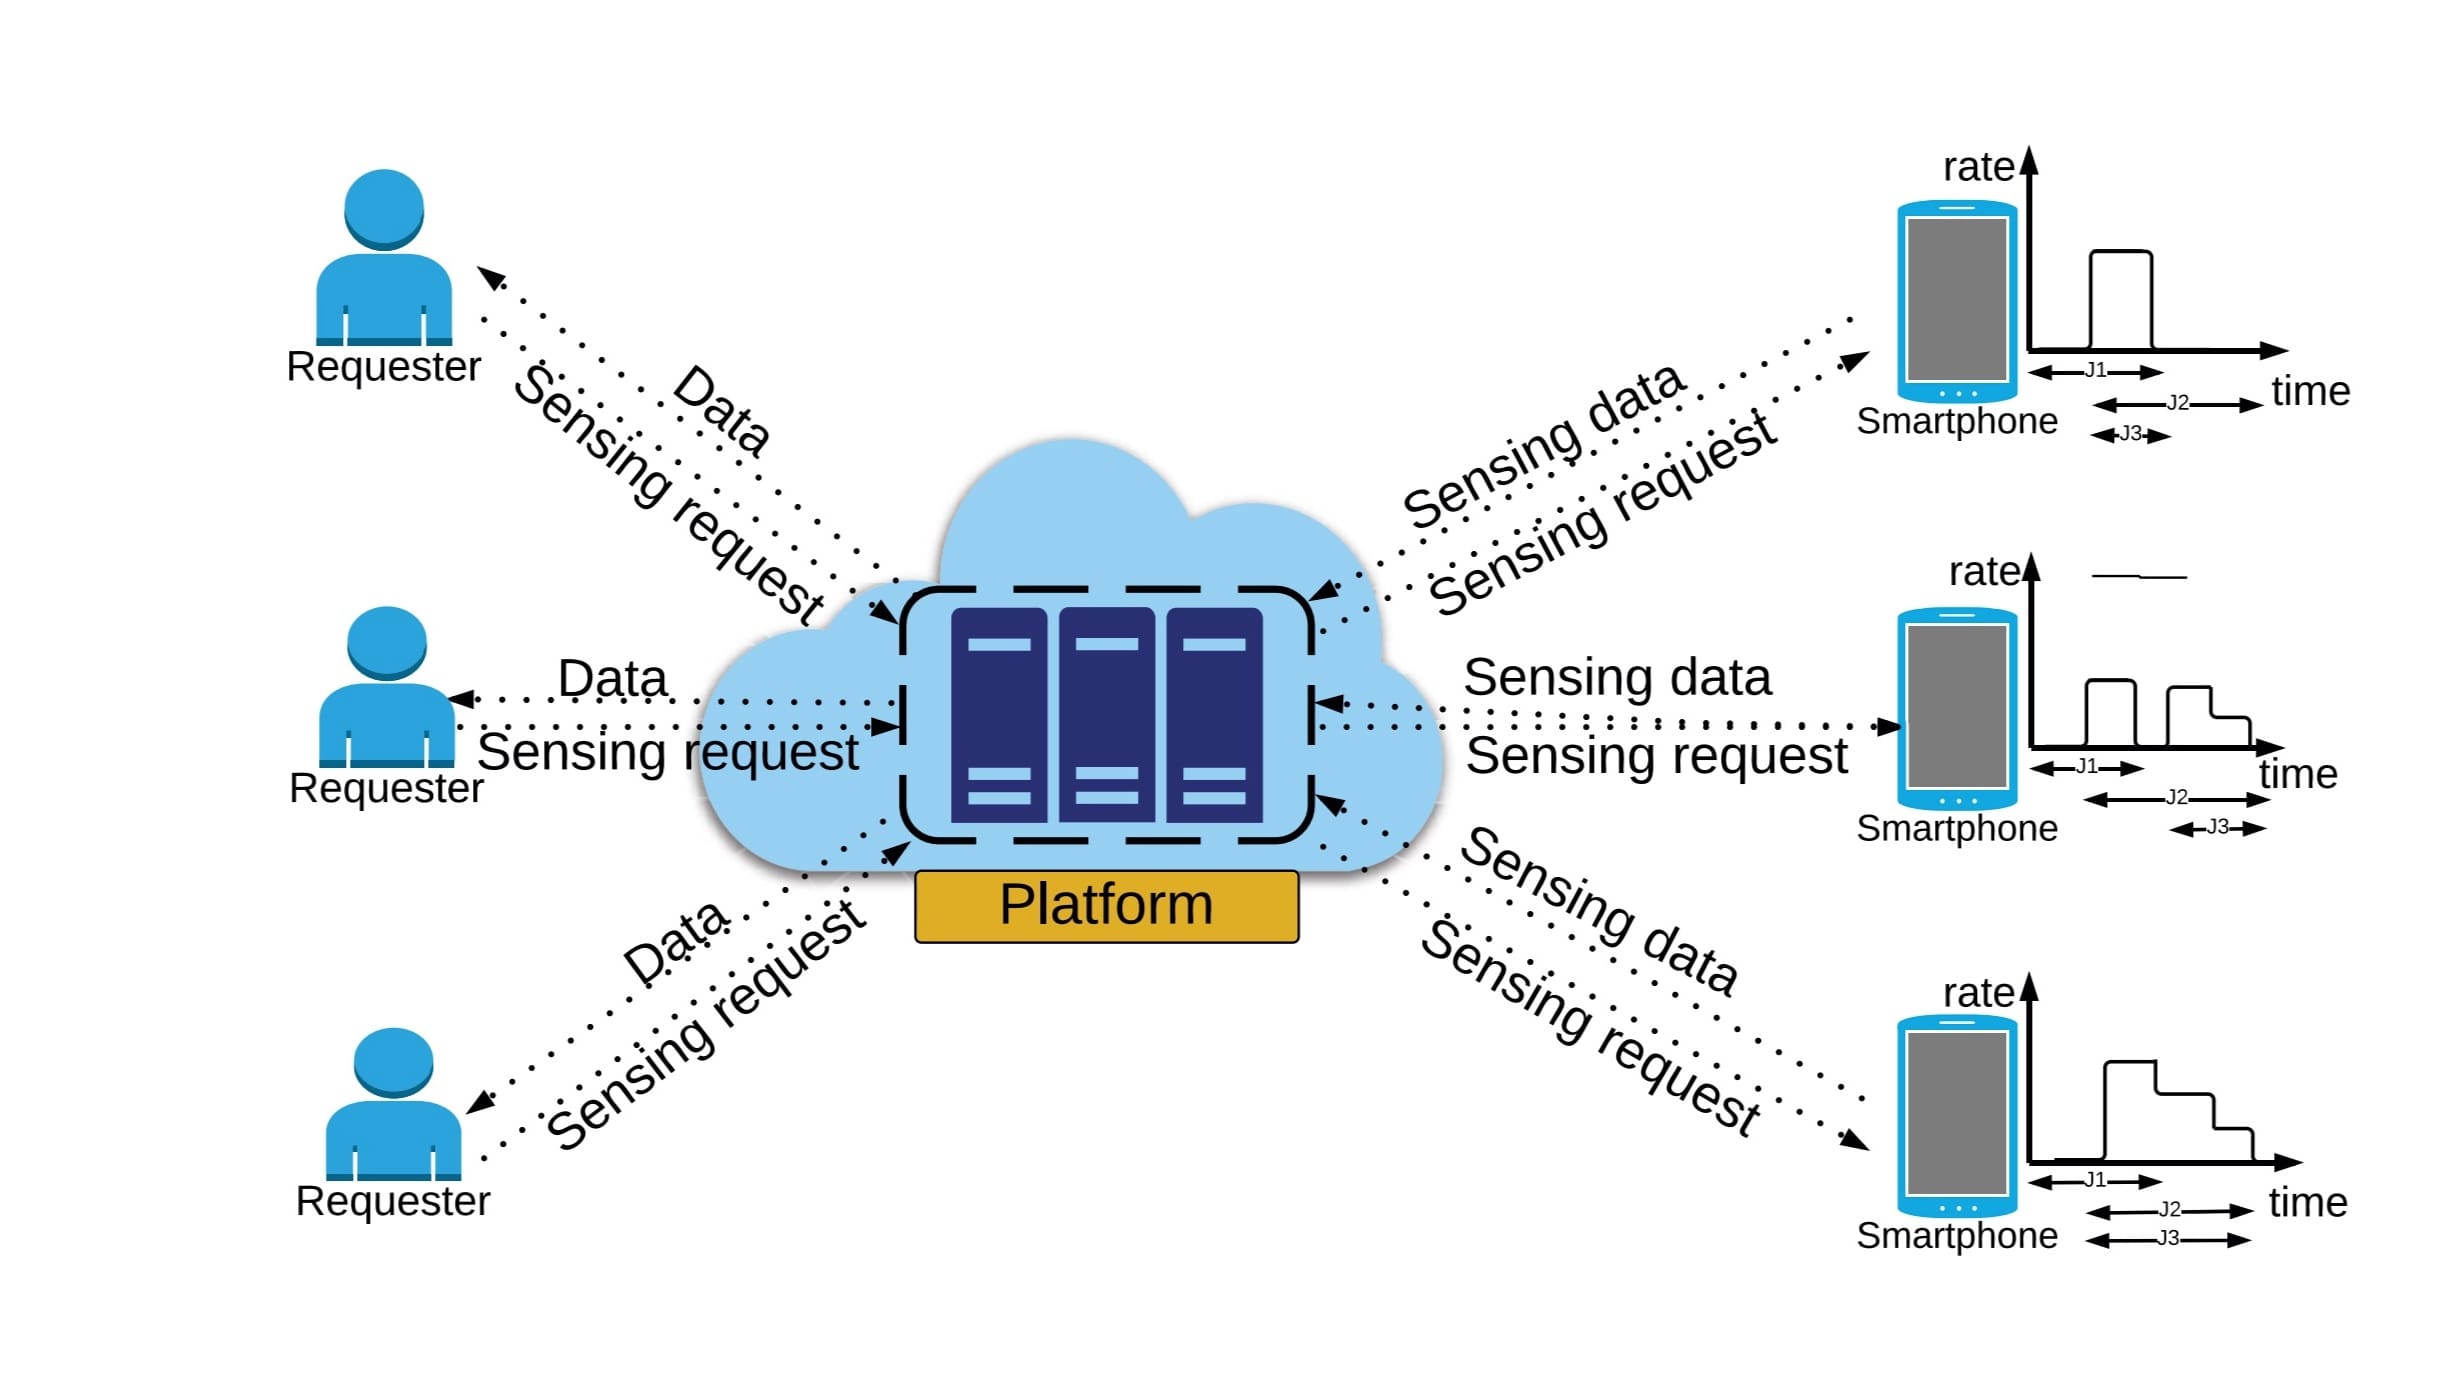 Requester
Data
Sensing request
Requester
Data
Sensing request
Requester
Data
Sensing request
Platform
Sensing data
Sensing request
Sensing data
Sensing request
Sensing data
Sensing request
rate
Smartphone
J1
J2
J3
time
rate
Smartphone
J1
J2
J3
time
rate
Smartphone
J1
J2
J3
time